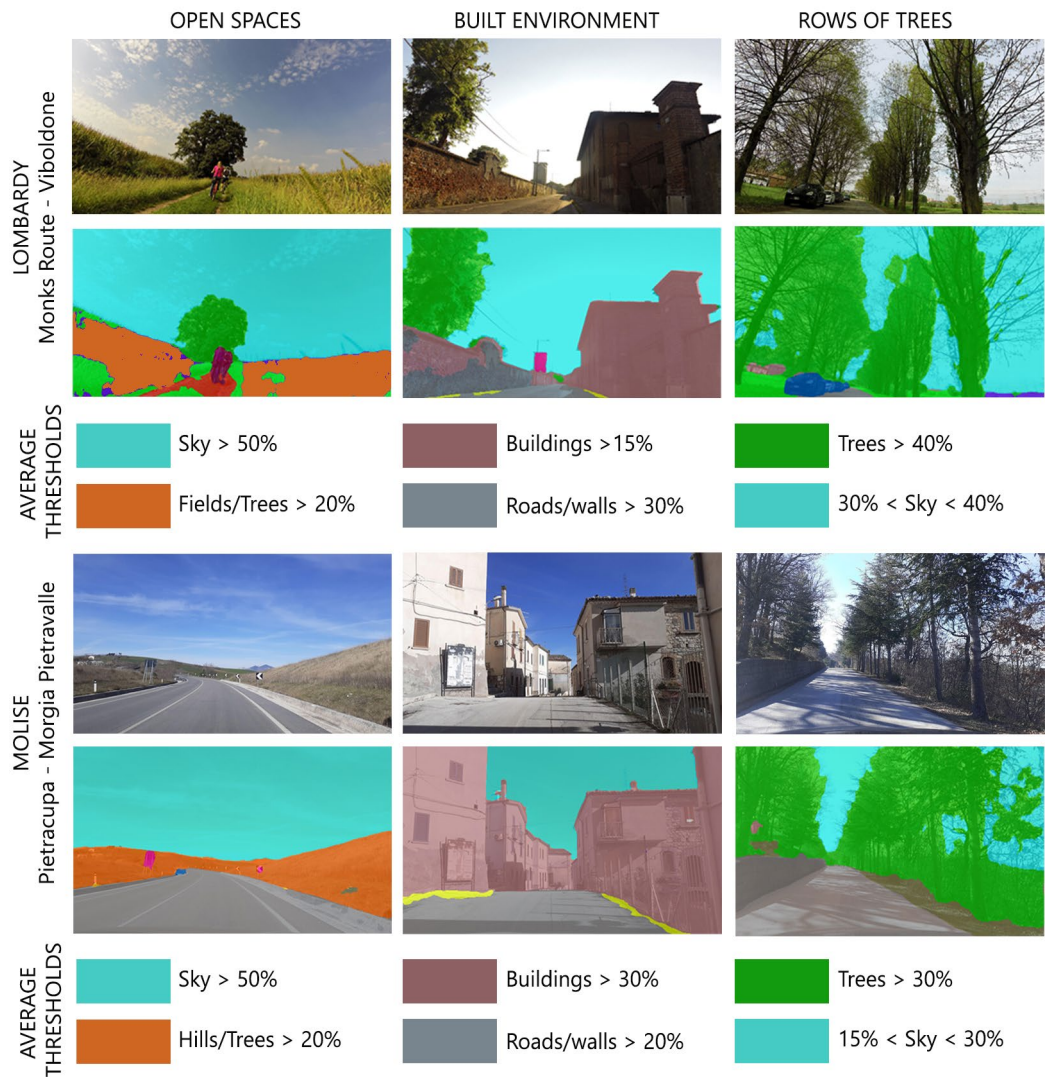 OPEN SPACES
BUILT ENVIRONMENT
ROWS OF TREES
LOMBARDY
Monks Route - Viboldone
AVERAGE
THRESHOLDS
Sky > 50%
Buildings >15%
Trees > 40%
Fields/Trees > 20%
Roads/walls > 30%
30% < Sky < 40%
MOLISE
Pietracupa - Morgia Pietravalle
AVERAGE
THRESHOLDS
Sky > 50%
Buildings > 30%
Trees > 30%
Hills/Trees > 20%
Roads/walls > 20%
15% < Sky < 30%